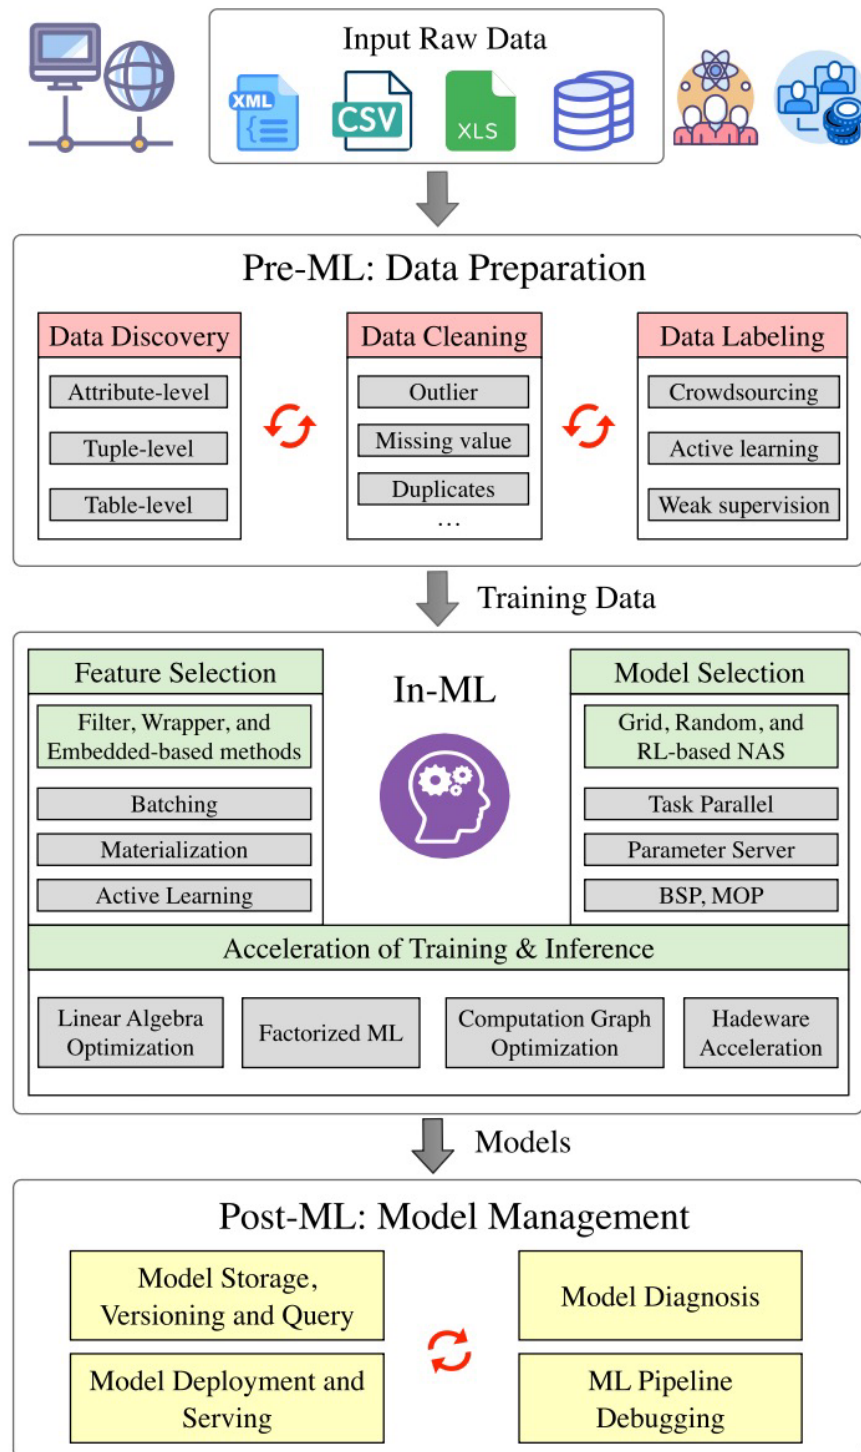 Input Raw Data
XML
CSV
XLS
Pre-ML: Data Preparation
Data Discovery
Attribute-level
Tuple-level
Table-level
Data Cleaning
Outlier
Missing value
Duplicates
…
Data Labeling
Crowdsourcing
Active learning
Weak supervision
Training Data
In-ML
Feature Selection
Filter, Wrapper, and
Embedded-based methods
Batching
Materialization
Active Learning
Model Selection
Grid, Random, and
RL-based NAS
Task Parallel
Parameter Server
BSP, MOP
Acceleration of Training & Inference
Linear Algebra
Optimization
Factorized ML
Computation Graph
Optimization
Hadeware
Acceleration
Models
Post-ML: Model Management
Model Storage,
Versioning and Query
Model Diagnosis
Model Deployment and
Serving
ML Pipeline
Debugging